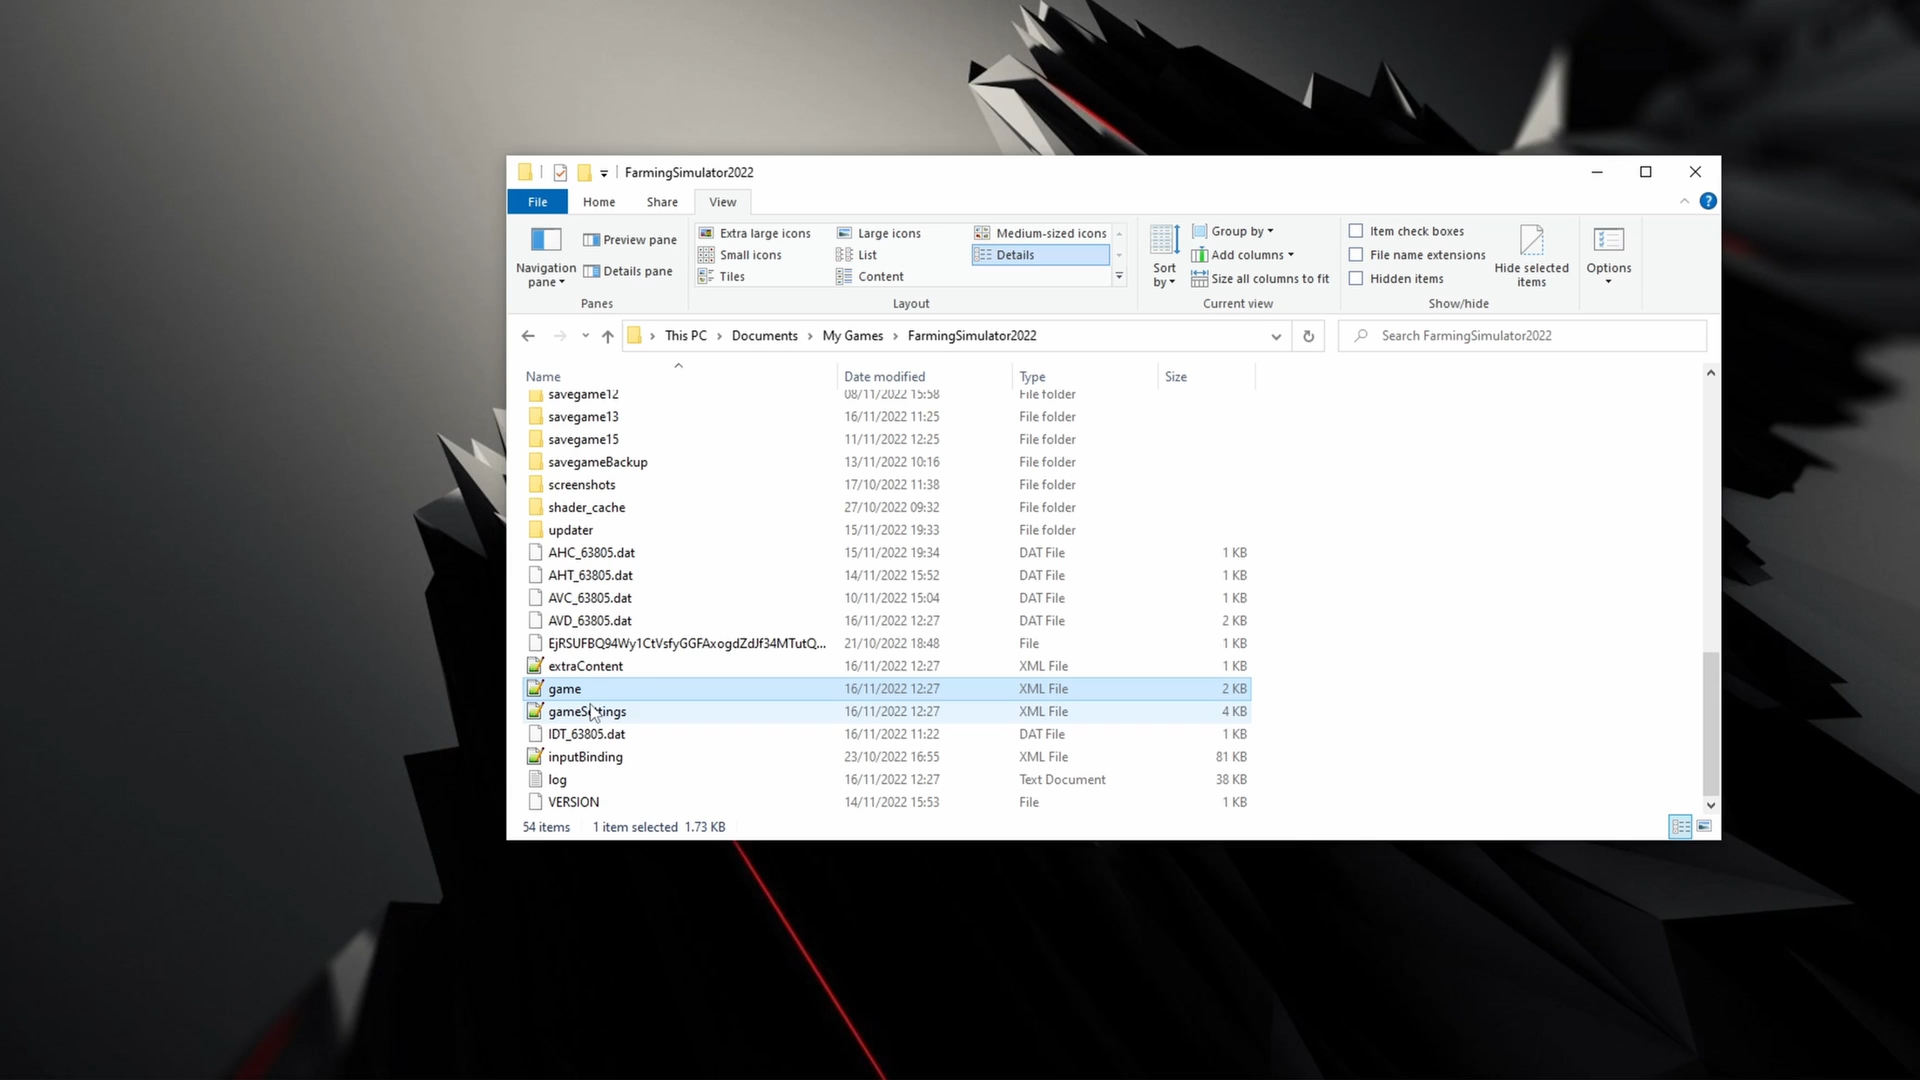 FarmingSimulator2022
File Home Share View
Navigation pane
Preview pane
Details pane
Panes
Extra large icons Large icons Medium-sized icons
Small icons List Details
Tiles Content
Layout
Sort by
Group by
Add columns
Size all columns to fit
Current view
Item check boxes
File name extensions
Hidden items
Hide selected items
Show/hide
Options
This PC Documents My Games FarmingSimulator2022
Search FarmingSimulator2022
Name Date modified Type Size
savegame12 08/11/2022 15:58 File folder
savegame13 16/11/2022 11:25 File folder
savegame15 11/11/2022 12:25 File folder
savegameBackup 13/11/2022 10:16 File folder
screenshots 17/10/2022 11:38 File folder
shader_cache 27/10/2022 09:32 File folder
updater 15/11/2022 19:33 File folder
AHC_63805.dat 15/11/2022 19:34 DAT File 1 KB
AHT_63805.dat 14/11/2022 15:52 DAT File 1 KB
AVC_63805.dat 10/11/2022 15:04 DAT File 1 KB
AVD_63805.dat 16/11/2022 12:27 DAT File 2 KB
EjRSUFBQ94Wy1CtVsfyGGFAxogdZdJf34MTutQ... 21/10/2022 18:48 File 1 KB
extraContent 16/11/2022 12:27 XML File 1 KB
game 16/11/2022 12:27 XML File 2 KB
gameSettings 16/11/2022 12:27 XML File 4 KB
IDT_63805.dat 16/11/2022 11:22 DAT File 1 KB
inputBinding 23/10/2022 16:55 XML File 81 KB
log 16/11/2022 12:27 Text Document 38 KB
VERSION 14/11/2022 15:53 File 1 KB
54 items 1 item selected 1.73 KB